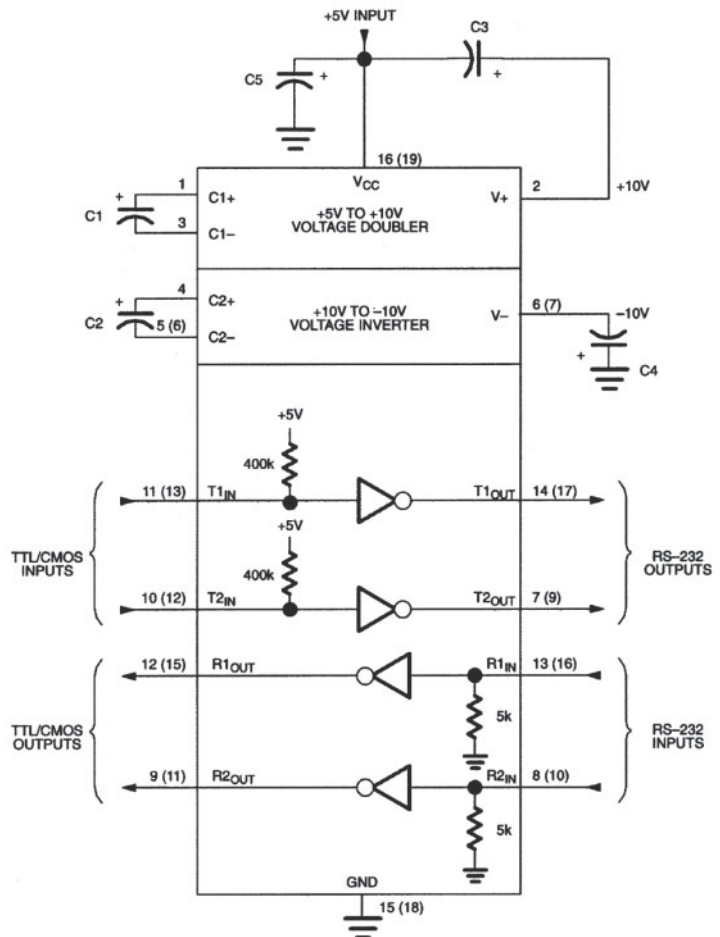 +5V INPUT
C3
C5
+
+
16 (19)
VCC
1
C1+
2
V+
+10V
+
C1
+5V TO +10V
VOLTAGE DOUBLER
3
C1–
4
C2+
+
C2
+10V TO –10V
VOLTAGE INVERTER
6 (7)
V–
–10V
5 (6)
C2–
+
C4
+5V
400k
11 (13)
T1IN
T1OUT
14 (17)
+5V
TTL/CMOS
INPUTS
RS–232
OUTPUTS
400k
10 (12)
T2IN
T2OUT
7 (9)
12 (15)
R1OUT
R1IN
13 (16)
5k
TTL/CMOS
OUTPUTS
RS–232
INPUTS
9 (11)
R2OUT
R2IN
8 (10)
5k
GND
15 (18)